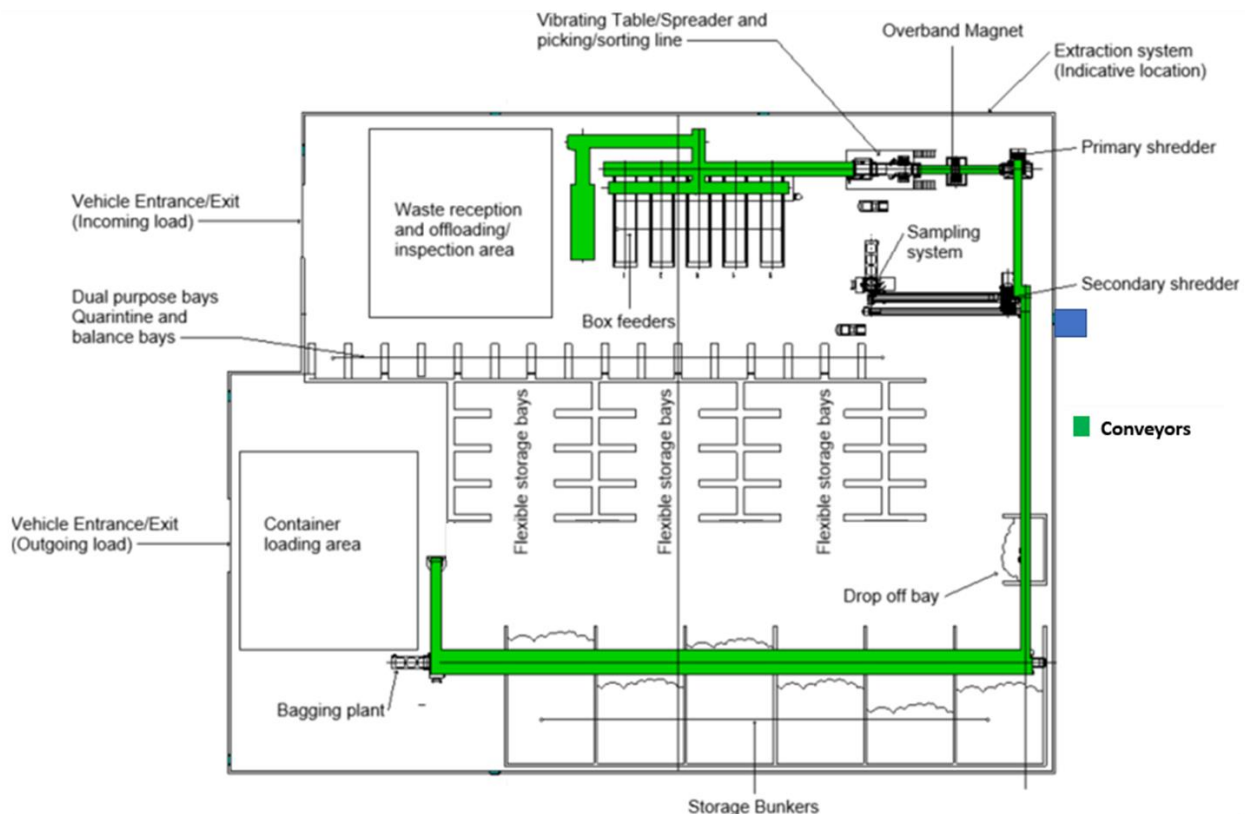 Vibrating Table/Spreader and
picking/sorting line
Overband Magnet
Extraction system
(Indicative location)
Primary shredder
Vehicle Entrance/Exit
(Incoming load)
Waste reception
and offloading/
inspection area
Sampling
system
Secondary shredder
Dual purpose bays
Quarintine and
balance bays
Box feeders
Flexible storage bays
Flexible storage bays
Flexible storage bays
Conveyors
Vehicle Entrance/Exit
(Outgoing load)
Container
loading area
Drop off bay
Bagging plant
Storage Bunkers